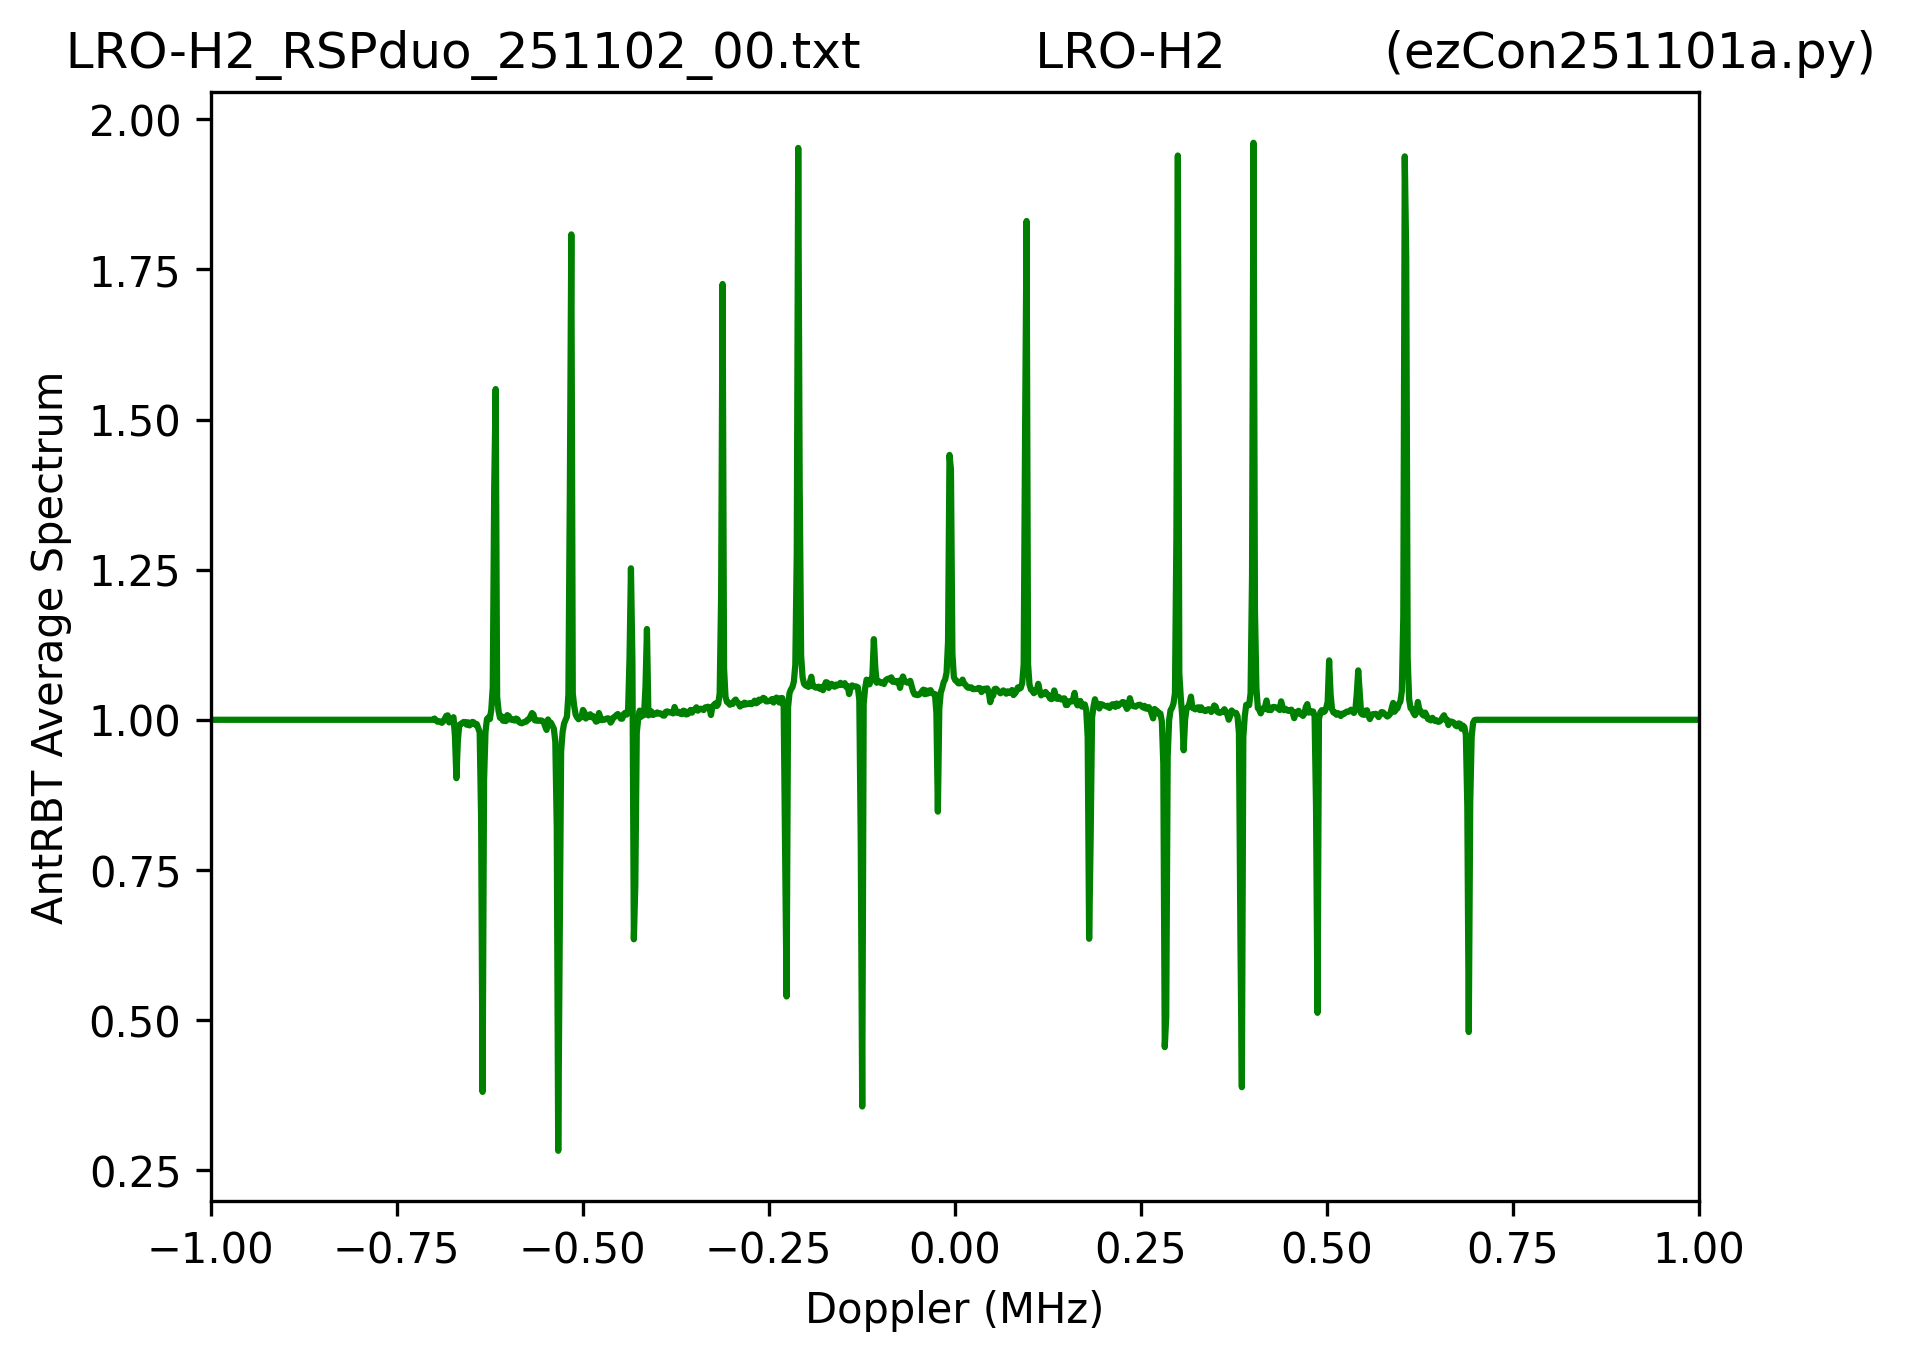 LRO-H2_RSPduo_251102_00.txt LRO-H2 (ezCon251101a.py)
AntRBT Average Spectrum
2.00
1.75
1.50
1.25
1.00
0.75
0.50
0.25
−1.00 −0.75 −0.50 −0.25 0.00 0.25 0.50 0.75 1.00
Doppler (MHz)